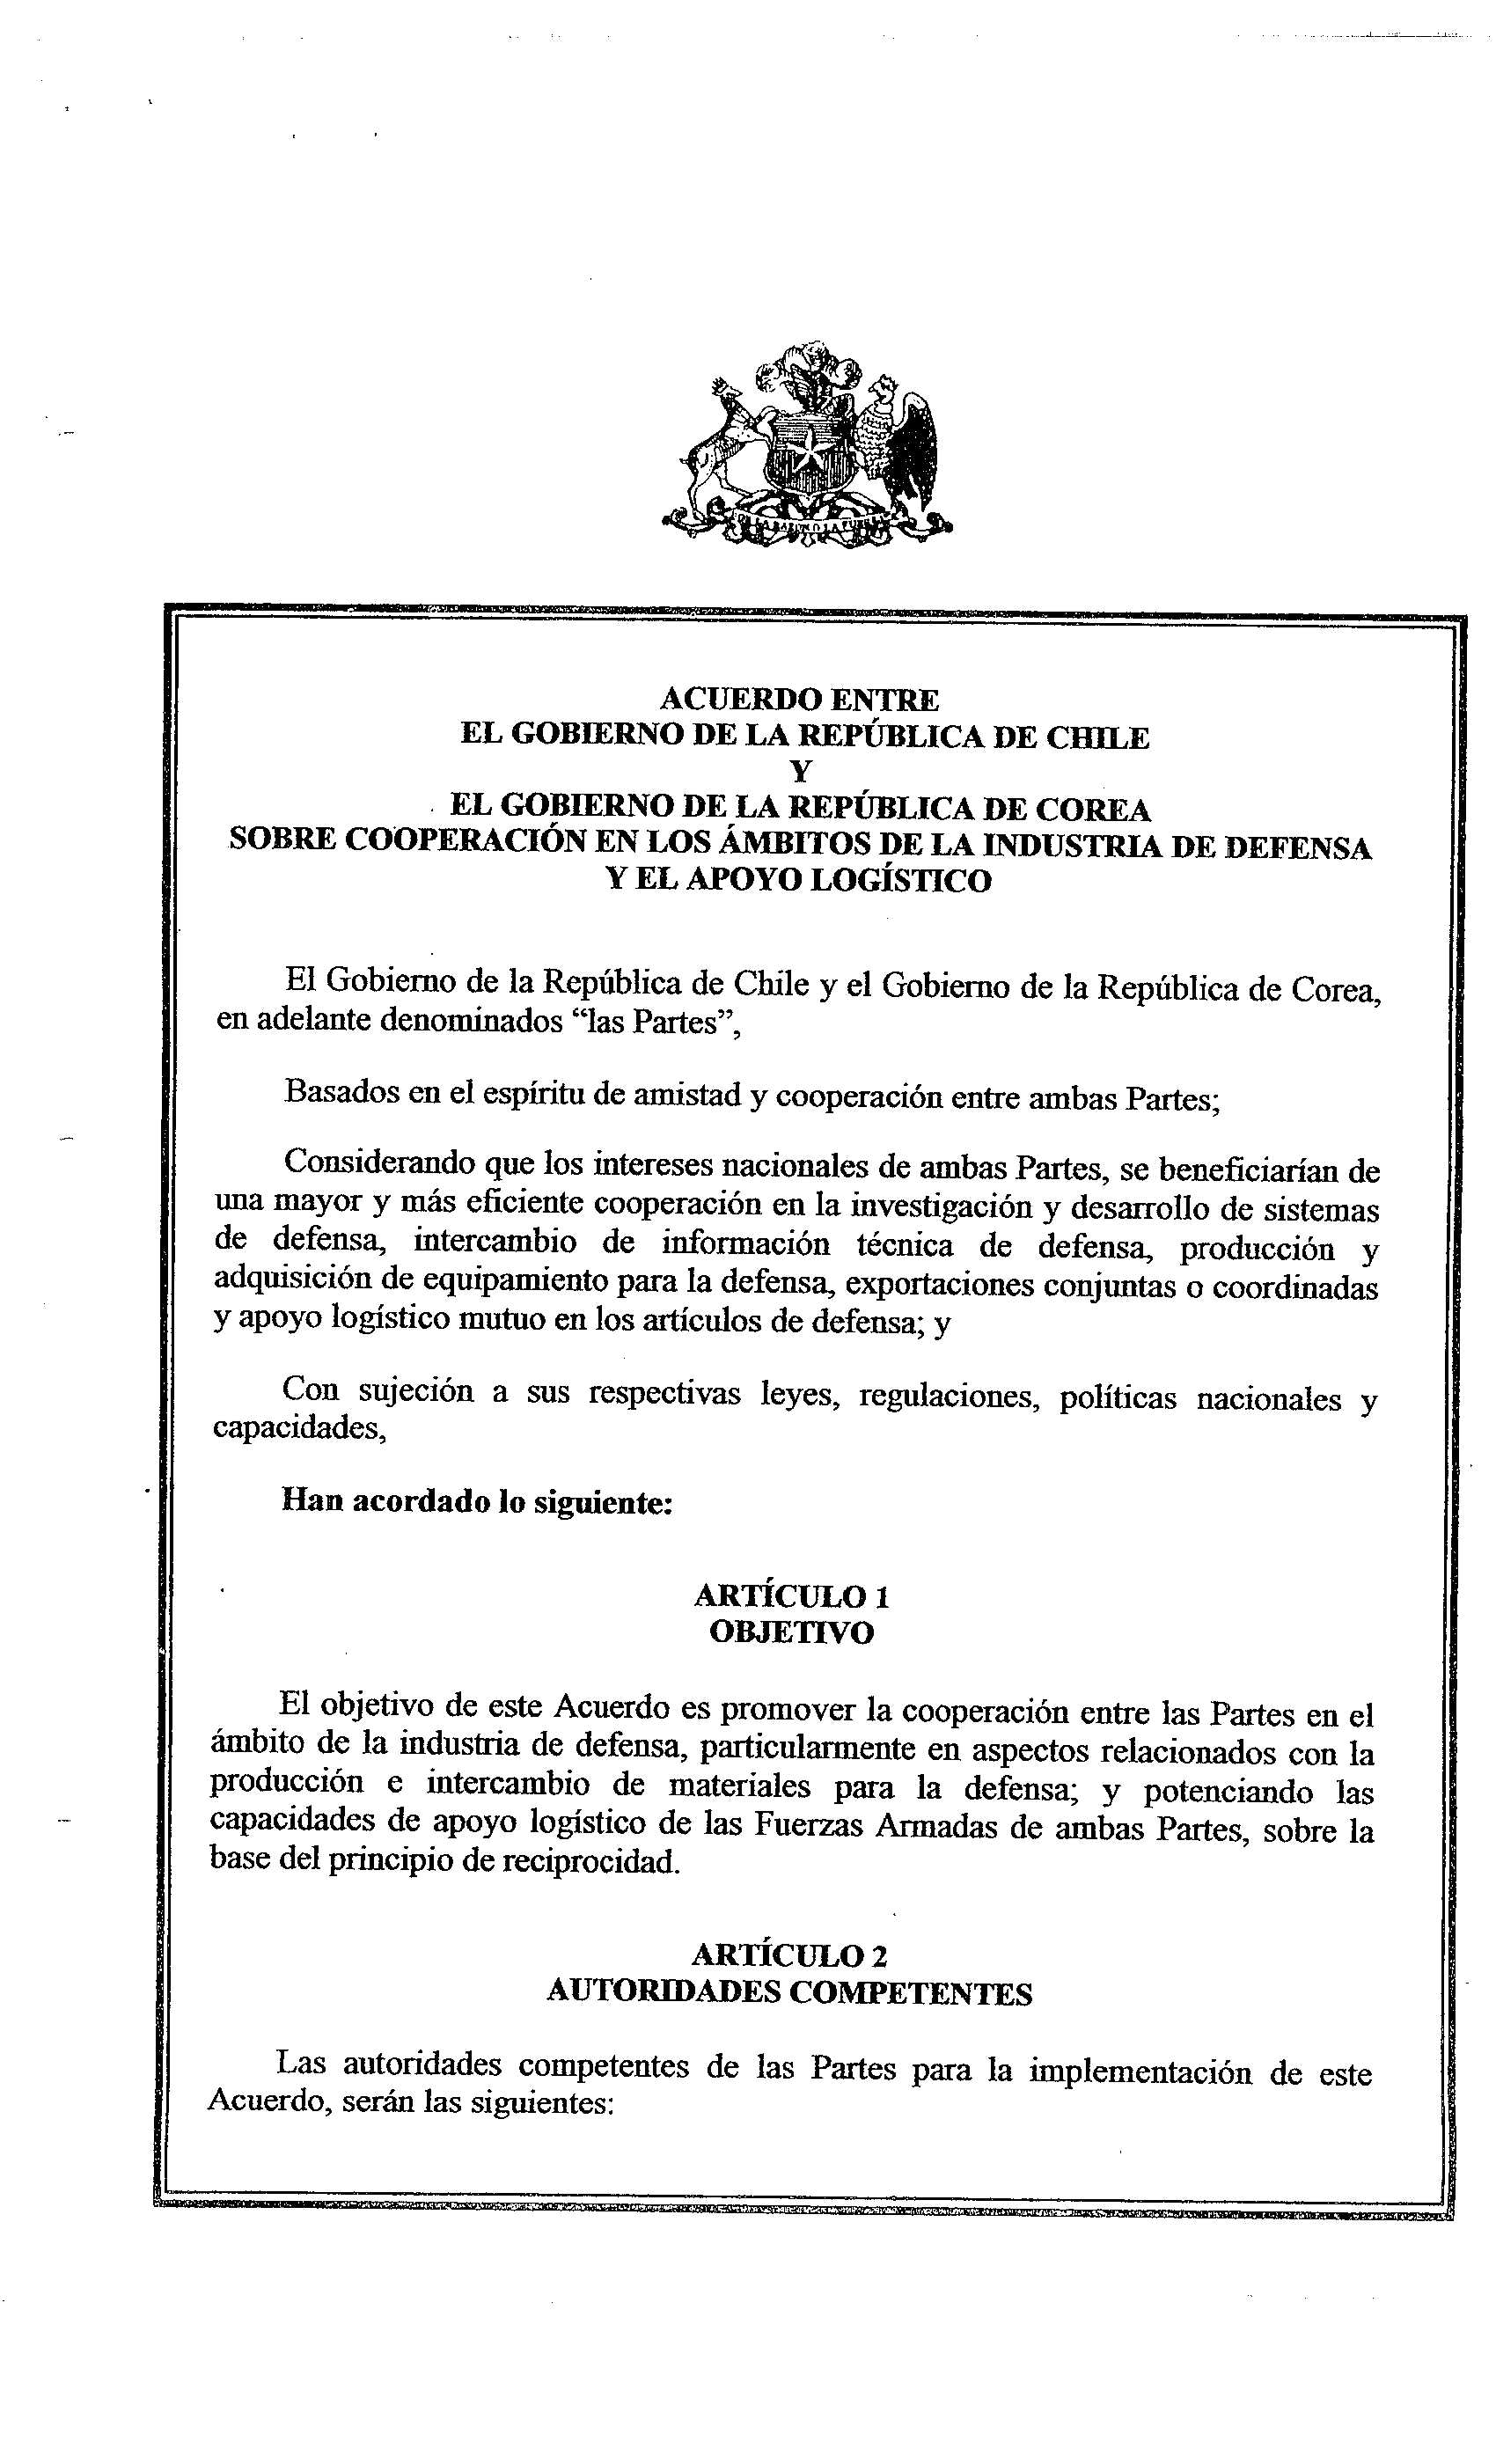 ACUERDO ENTRE
EL GOBIERNO DE LA REPÚBLICA DE CHILE
Y
EL GOBIERNO DE LA REPÚBLICA DE COREA
SOBRE COOPERACIÓN EN LOS ÁMBITOS DE LA INDUSTRIA DE DEFENSA
Y EL APOYO LOGÍSTICO
El Gobierno de la República de Chile y el Gobierno de la República de Corea,
en adelante denominados “las Partes”,
Basados en el espíritu de amistad y cooperación entre ambas Partes;
Considerando que los intereses nacionales de ambas Partes, se beneficiarían de
una mayor y más eficiente cooperación en la investigación y desarrollo de sistemas
de defensa, intercambio de información técnica de defensa, producción y
adquisición de equipamiento para la defensa, exportaciones conjuntas o coordinadas
y apoyo logístico mutuo en los artículos de defensa; y
Con sujeción a sus respectivas leyes, regulaciones, políticas nacionales y
capacidades,
Han acordado lo siguiente:
ARTÍCULO 1
OBJETIVO
El objetivo de este Acuerdo es promover la cooperación entre las Partes en el
ámbito de la industria de defensa, particularmente en aspectos relacionados con la
producción e intercambio de materiales para la defensa; y potenciando las
capacidades de apoyo logístico de las Fuerzas Armadas de ambas Partes, sobre la
base del principio de reciprocidad.
ARTÍCULO 2
AUTORIDADES COMPETENTES
Las autoridades competentes de las Partes para la implementación de este
Acuerdo, serán las siguientes: